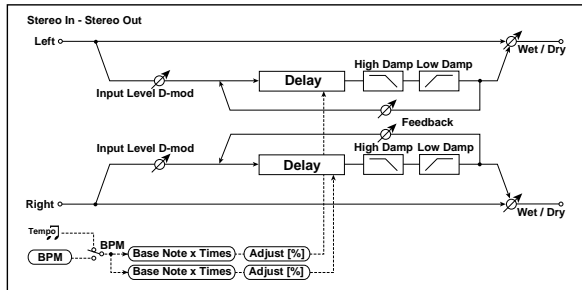 Stereo In - Stereo Out
Left
Wet / Dry
High Damp Low Damp
Delay
Input Level D-mod
Feedback
Input Level D-mod
High Damp Low Damp
Delay
Right
Wet / Dry
Tempo
BPM
BPM
Base Note x Times Adjust [%]
Base Note x Times Adjust [%]